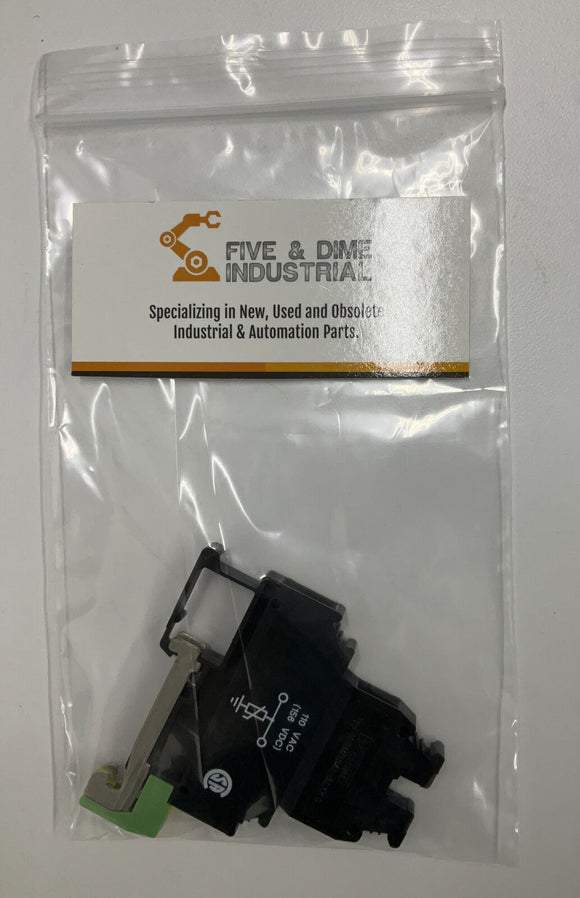 FIVE & DIME
INDUSTRIAL
Specializing in New, Used and Obsolete
Industrial & Automation Parts.
110 VAC
(156 VDC)